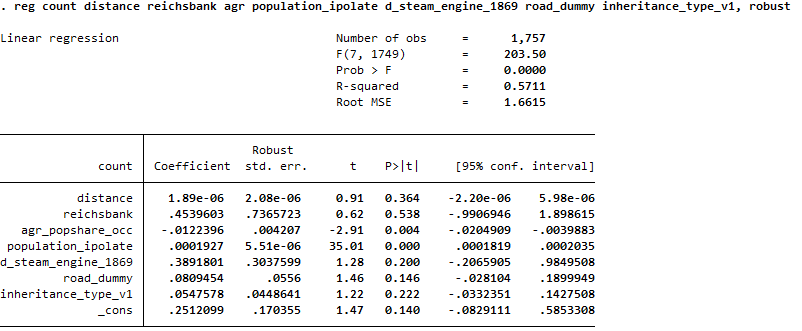 . reg count distance reichsbank agr population_ipolate d_steam_engine_1869 road_dummy inheritance_type_v1, robust
Linear regression Number of obs = 1,757
F(7, 1749) = 203.50
Prob > F = 0.0000
R-squared = 0.5711
Root MSE = 1.6615
Robust
count Coefficient std. err. t P>|t| [95% conf. interval]
distance 1.89e-06 2.08e-06 0.91 0.364 -2.20e-06 5.98e-06
reichsbank .4539603 .7365723 0.62 0.538 -.9906946 1.898615
agr_popshare_occ -.0122396 .004207 -2.91 0.004 -.0204909 -.0039883
population_ipolate .0001927 5.51e-06 35.01 0.000 .0001819 .0002035
d_steam_engine_1869 .3891801 .3037599 1.28 0.200 -.2065905 .9849508
road_dummy .0809454 .0556 1.46 0.146 -.028104 .1899949
inheritance_type_v1 .0547578 .0448641 1.22 0.222 -.0332351 .1427508
_cons .2512099 .170355 1.47 0.140 -.0829111 .5853308